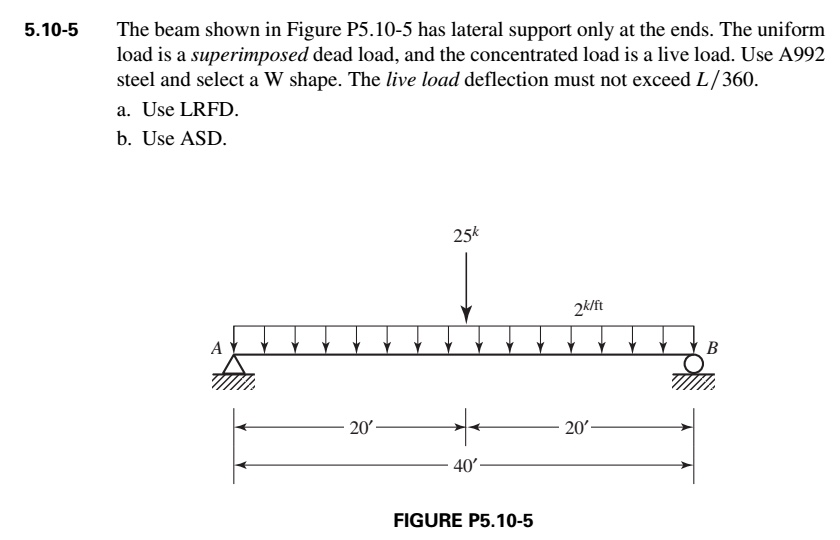 5.10-5 The beam shown in Figure P5.10-5 has lateral support only at the ends. The uniform
load is a superimposed dead load, and the concentrated load is a live load. Use A992
steel and select a W shape. The live load deflection must not exceed L/360.
a. Use LRFD.
b. Use ASD.
25k
2k/ft
A
B
20′
20′
40′
FIGURE P5.10-5